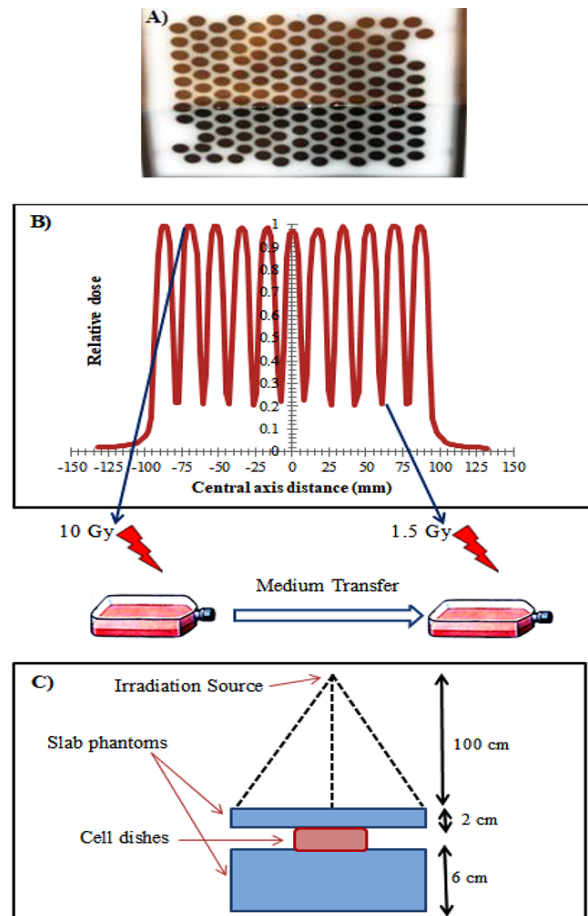 A)
B)
1
0.9
0.8
0.7
0.6
0.5
0.4
0.3
0.2
0.1
0
Relative dose
-150 -125 -100 -75 -50 -25 0 25 50 75 100 125 150
Central axis distance (mm)
10 Gy
1.5 Gy
Medium Transfer
C)
Irradiation Source
Slab phantoms
100 cm
2 cm
Cell dishes
6 cm